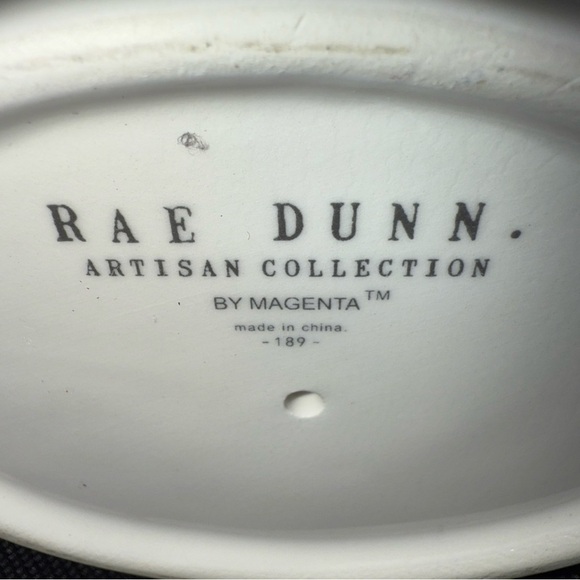 RAE DUNN.
ARTISAN COLLECTION
BY MAGENTA™
made in china.
-189-